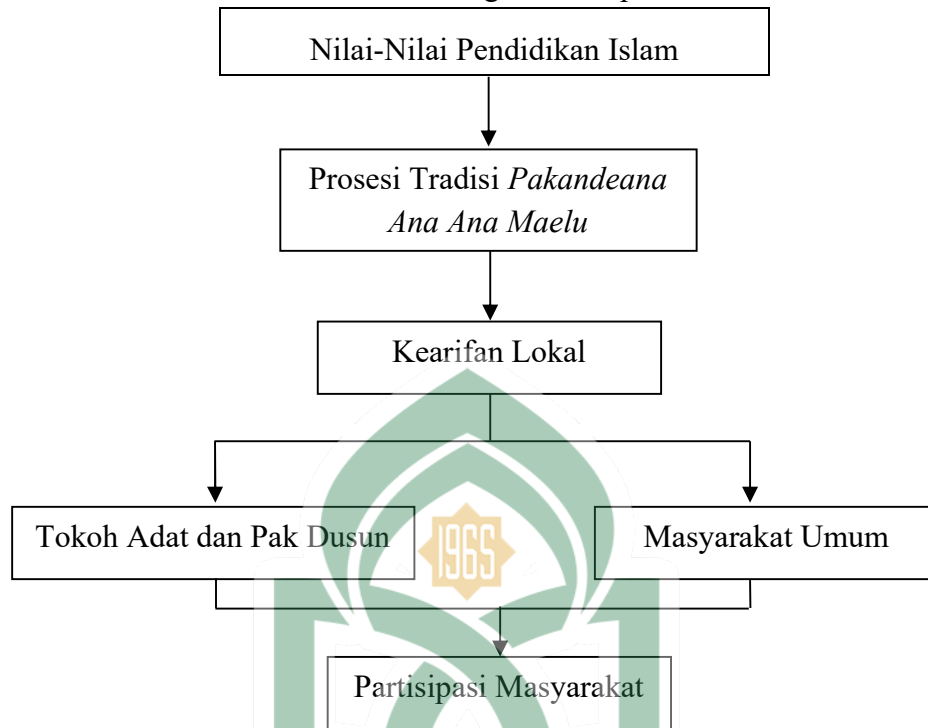 Nilai-Nilai Pendidikan Islam
Prosesi Tradisi Pakandeana
Ana Ana Maelu
Kearifan Lokal
Tokoh Adat dan Pak Dusun
Masyarakat Umum
1965
Partisipasi Masyarakat